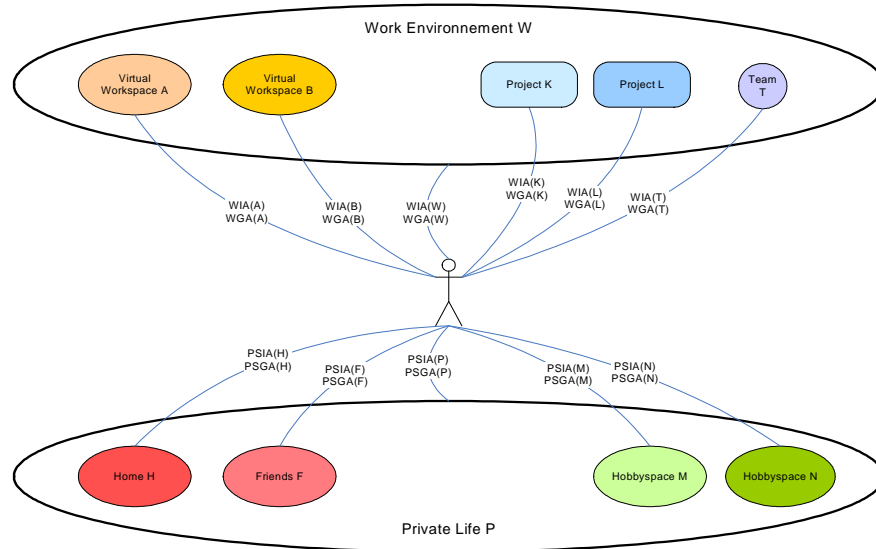 Work Environnement W
Virtual
Workspace A
Virtual
Workspace B
Project K
Project L
Team
T
WIA(A)
WGA(A)
WIA(B)
WGA(B)
WIA(W)
WGA(W)
WIA(K)
WGA(K)
WIA(L)
WGA(L)
WIA(T)
WGA(T)
PSIA(H)
PSGA(H)
PSIA(F)
PSGA(F)
PSIA(P)
PSGA(P)
PSIA(M)
PSGA(M)
PSIA(N)
PSGA(N)
Home H
Friends F
Hobbyspace M
Hobbyspace N
Private Life P